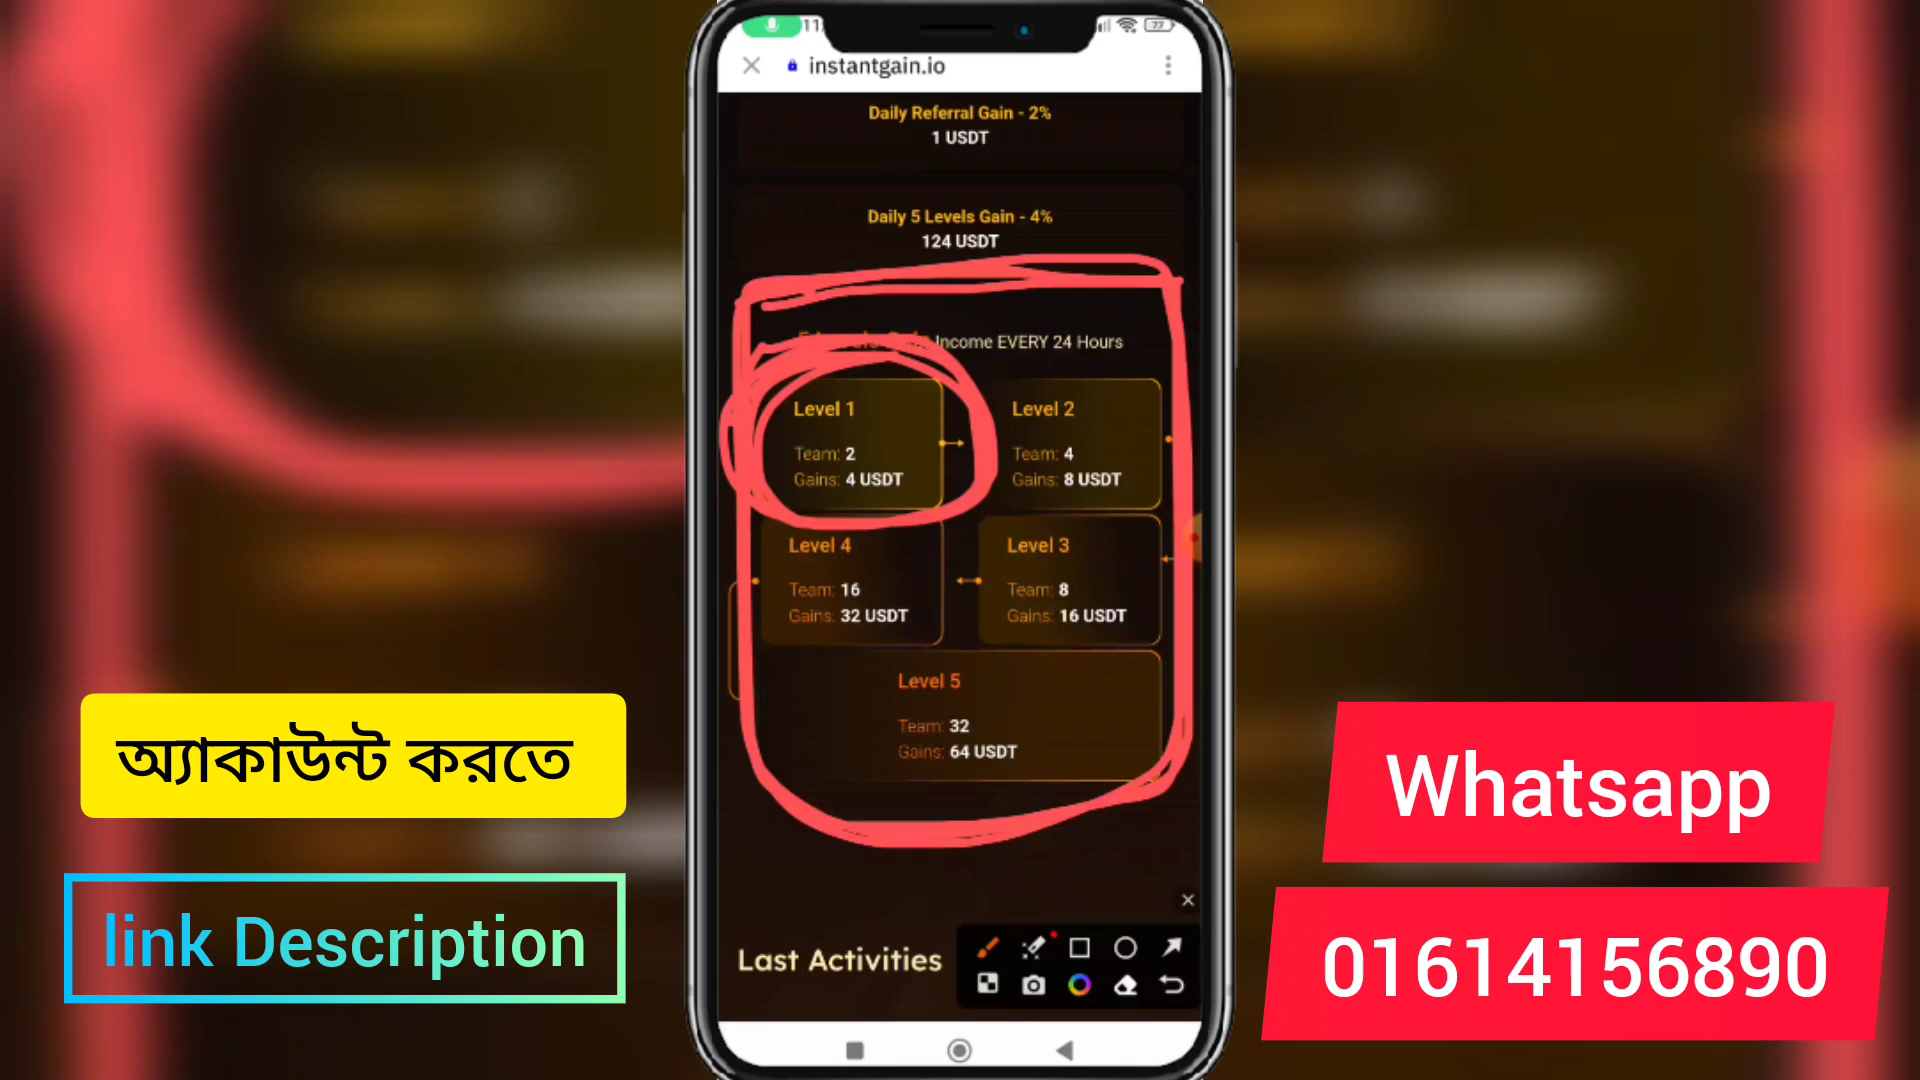 11
77
instantgain.io
Daily Referral Gain - 2%
1 USDT
Daily 5 Levels Gain - 4%
124 USDT
Income EVERY 24 Hours
Level 1
Team: 2
Gains: 4 USDT
Level 2
Team: 4
Gains: 8 USDT
Level 4
Team: 16
Gains: 32 USDT
Level 3
Team: 8
Gains: 16 USDT
Level 5
Team: 32
Gains: 64 USDT
Last Activities
অ্যাকাউন্ট করতে
link Description
Whatsapp
01614156890